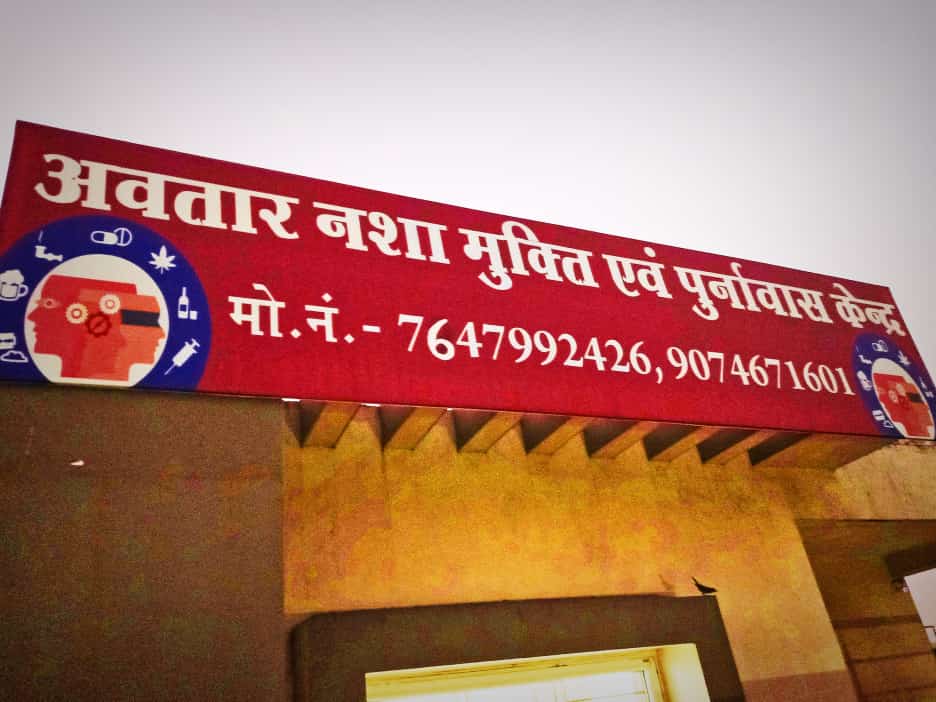 अवतार नशा मुक्ति एवं पुर्नावास केन्द्र
मो.नं.- 7647992426, 9074671601